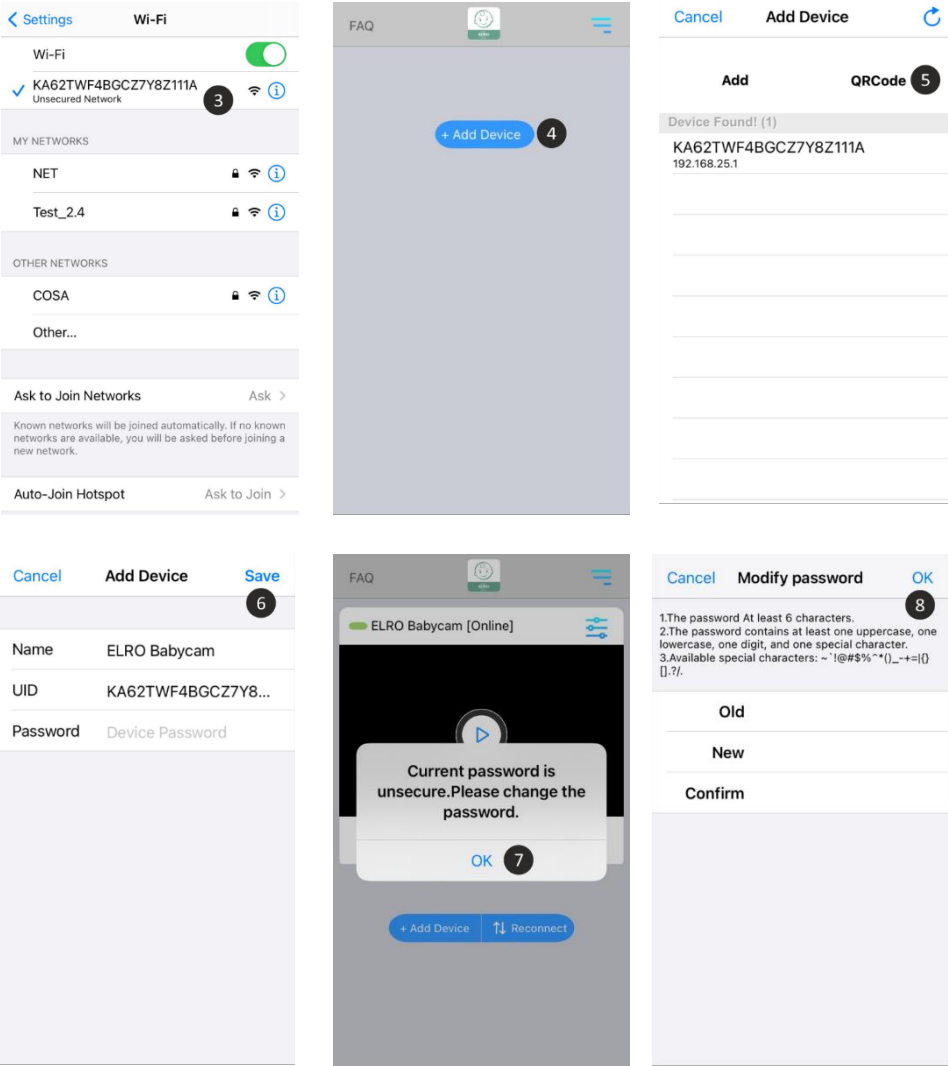 Settings Wi-Fi
Wi-Fi
KA62TWF4BGCZ7Y8Z111A
Unsecured Network
3
MY NETWORKS
NET
Test_2.4
OTHER NETWORKS
COSA
Other...
Ask to Join Networks Ask
Known networks will be joined automatically. If no known
networks are available, you will be asked before joining a
new network.
Auto-Join Hotspot Ask to Join
FAQ
+ Add Device 4
Cancel Add Device
Add QRCode 5
Device Found! (1)
KA62TWF4BGCZ7Y8Z111A
192.168.25.1
Cancel Add Device Save
6
Name ELRO Babycam
UID KA62TWF4BGCZ7Y8...
Password Device Password
FAQ
ELRO Babycam [Online]
Current password is
unsecure.Please change the
password.
OK 7
+ Add Device Reconnect
Cancel Modify password OK
8
1.The password At least 6 characters.
2.The password contains at least one uppercase, one
lowercase, one digit, and one special character.
3.Available special characters: ~`!@#$%^*()_-+=|{}
[].?/.
Old
New
Confirm